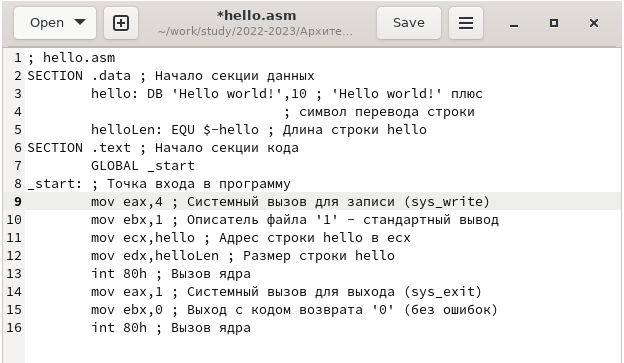 Open
*hello.asm
~/work/study/2022-2023/Архите…
Save
1 ; hello.asm
2 SECTION .data ; Начало секции данных
3         hello: DB 'Hello world!',10 ; 'Hello world!' плюс
4                                 ; символ перевода строки
5         helloLen: EQU $-hello ; Длина строки hello
6 SECTION .text ; Начало секции кода
7         GLOBAL _start
8 _start: ; Точка входа в программу
9         mov eax,4 ; Системный вызов для записи (sys_write)
10         mov ebx,1 ; Описатель файла '1' - стандартный вывод
11         mov ecx,hello ; Адрес строки hello в ecx
12         mov edx,helloLen ; Размер строки hello
13         int 80h ; Вызов ядра
14         mov eax,1 ; Системный вызов для выхода (sys_exit)
15         mov ebx,0 ; Выход с кодом возврата '0' (без ошибок)
16         int 80h ; Вызов ядра